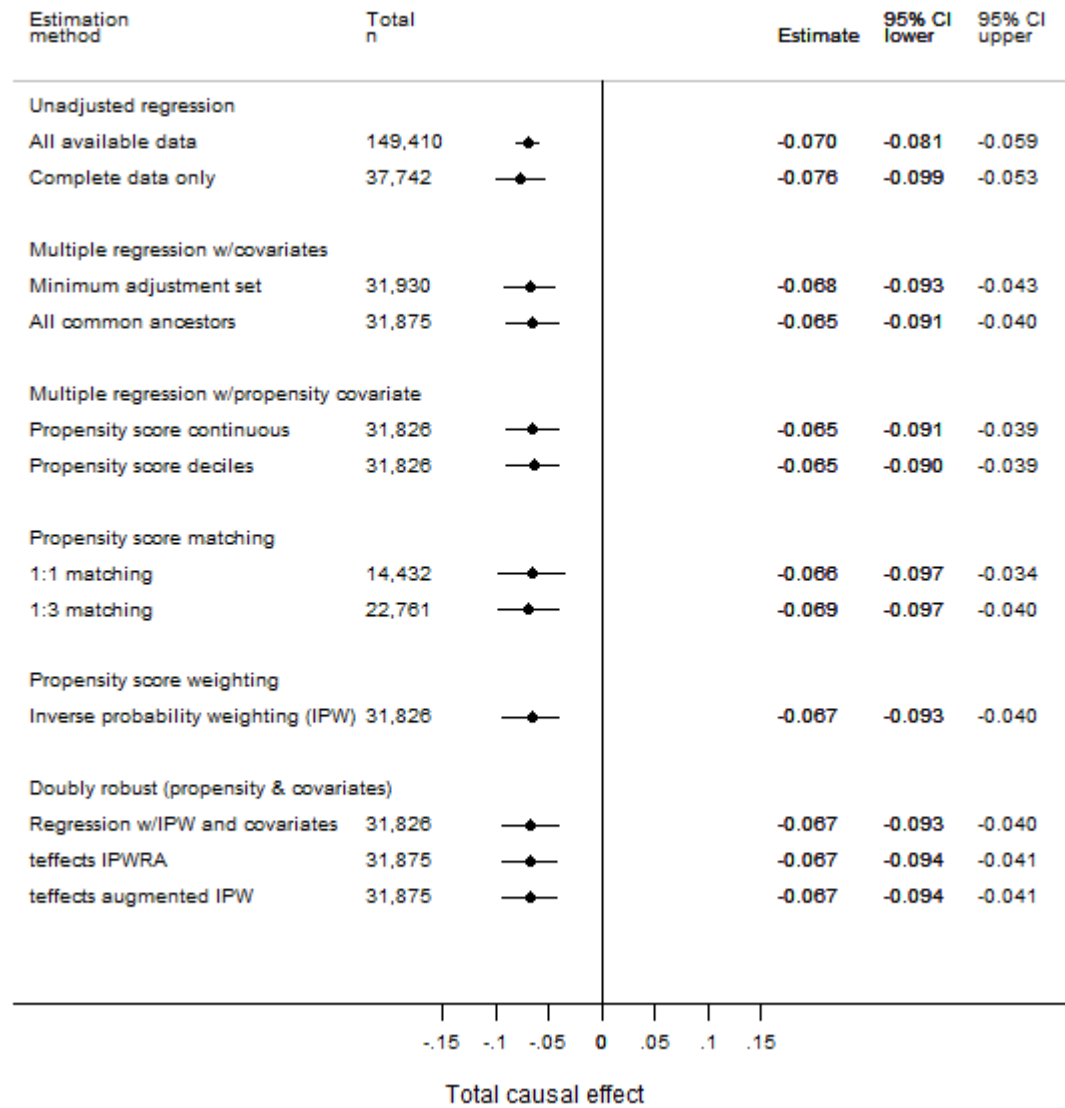 Estimation method Total n Estimate 95% CI lower 95% CI upper
Unadjusted regression
All available data 149,410 -0.070 -0.081 -0.059
Complete data only 37,742 -0.076 -0.099 -0.053
Multiple regression w/covariates
Minimum adjustment set 31,930 -0.068 -0.093 -0.043
All common ancestors 31,875 -0.065 -0.091 -0.040
Multiple regression w/propensity covariate
Propensity score continuous 31,826 -0.065 -0.091 -0.039
Propensity score deciles 31,826 -0.065 -0.090 -0.039
Propensity score matching
1:1 matching 14,432 -0.066 -0.097 -0.034
1:3 matching 22,761 -0.069 -0.097 -0.040
Propensity score weighting
Inverse probability weighting (IPW) 31,826 -0.067 -0.093 -0.040
Doubly robust (propensity & covariates)
Regression w/IPW and covariates 31,826 -0.067 -0.093 -0.040
teffects IPWRA 31,875 -0.067 -0.094 -0.041
teffects augmented IPW 31,875 -0.067 -0.094 -0.041
-.15 -.1 -.05 0 .05 .1 .15
Total causal effect